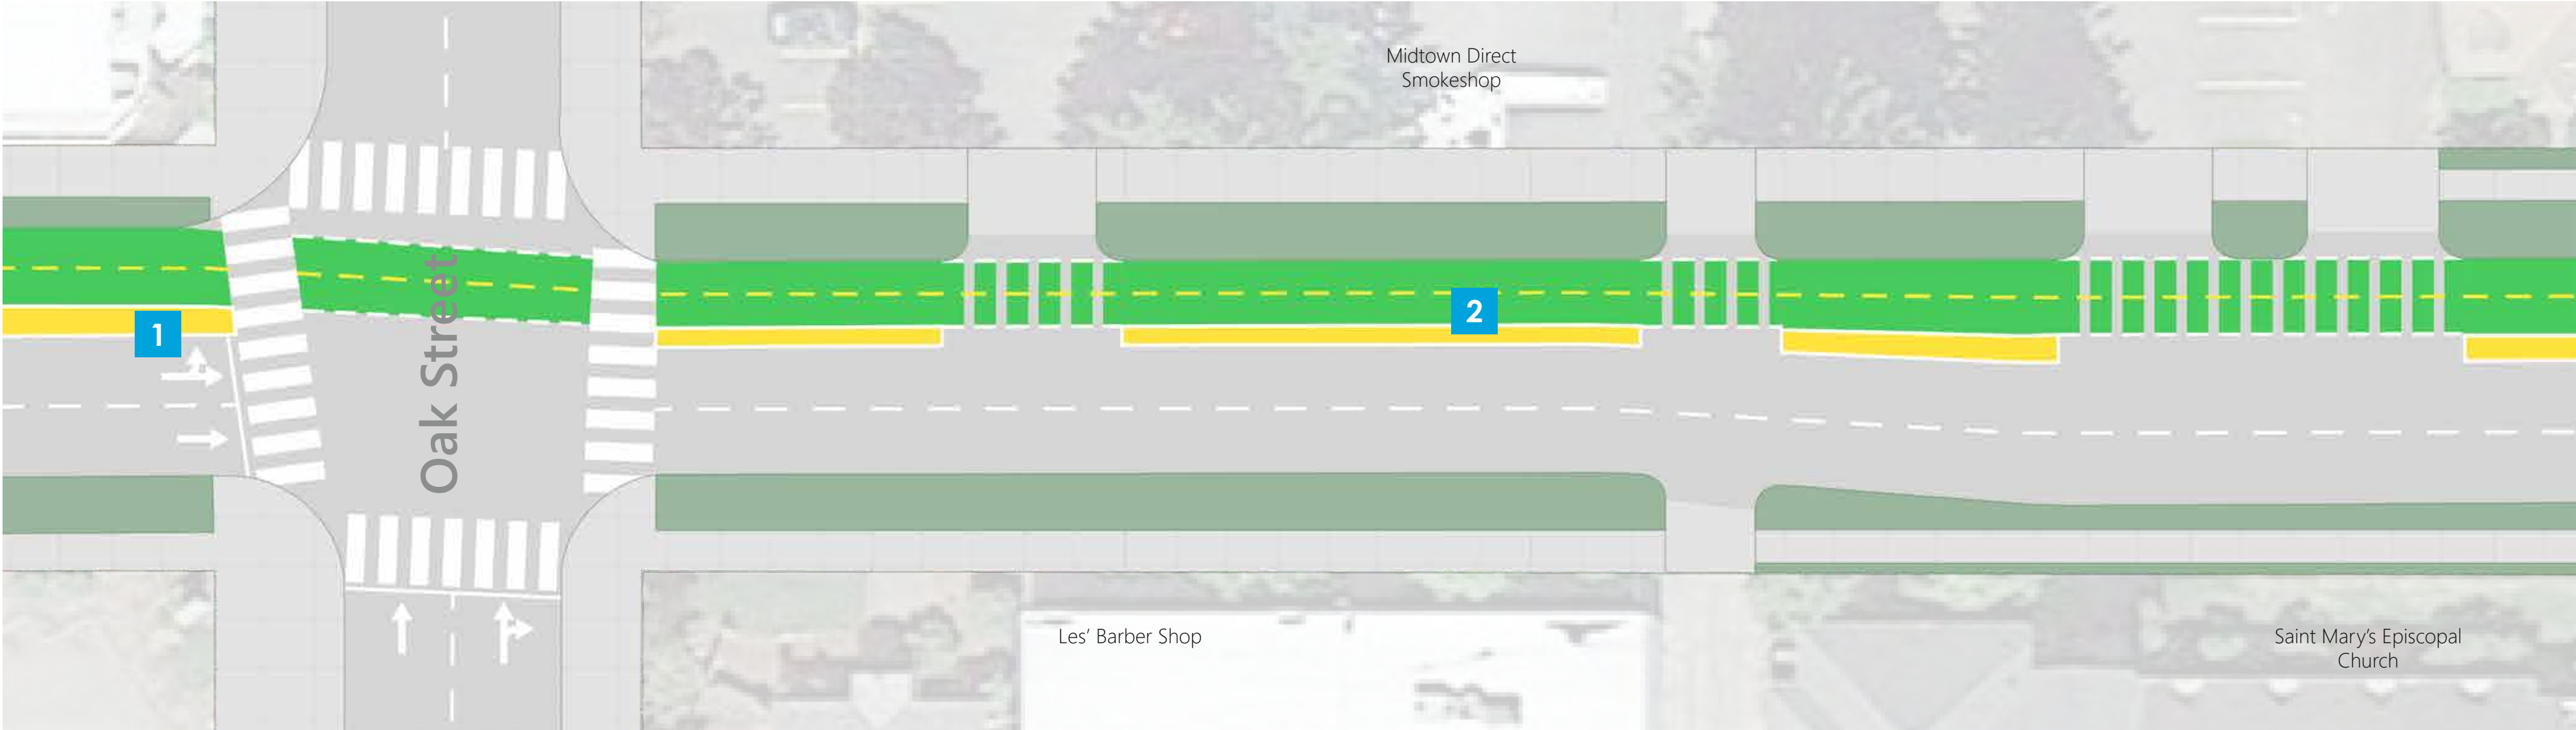 Midtown Direct
Smokeshop
1
Oak Street
2
Les' Barber Shop
Saint Mary's Episcopal
Church